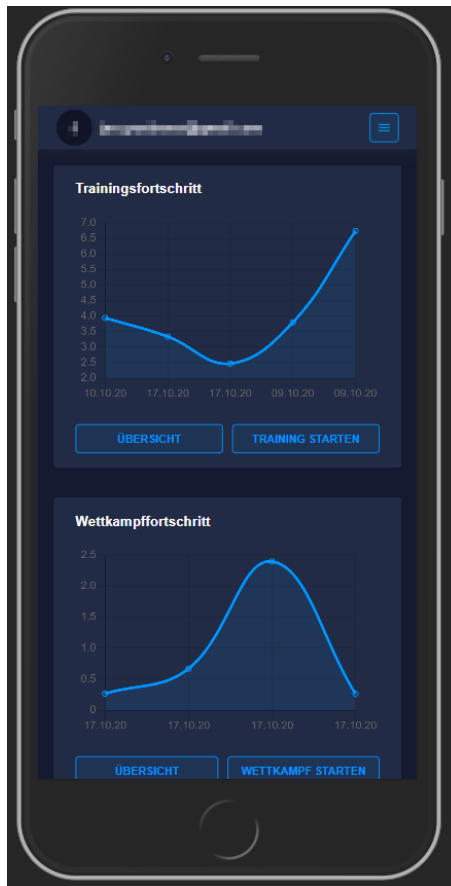 Trainingsfortschritt
7.0
6.5
6.0
5.5
5.0
4.5
4.0
3.5
3.0
2.5
2.0
10.10.20 17.10.20 17.10.20 09.10.20 09.10.20
ÜBERSICHT TRAINING STARTEN
Wettkampffortschritt
2.5
2.0
1.5
1.0
0.5
0
17.10.20 17.10.20 17.10.20 17.10.20
ÜBERSICHT WETTKAMPF STARTEN